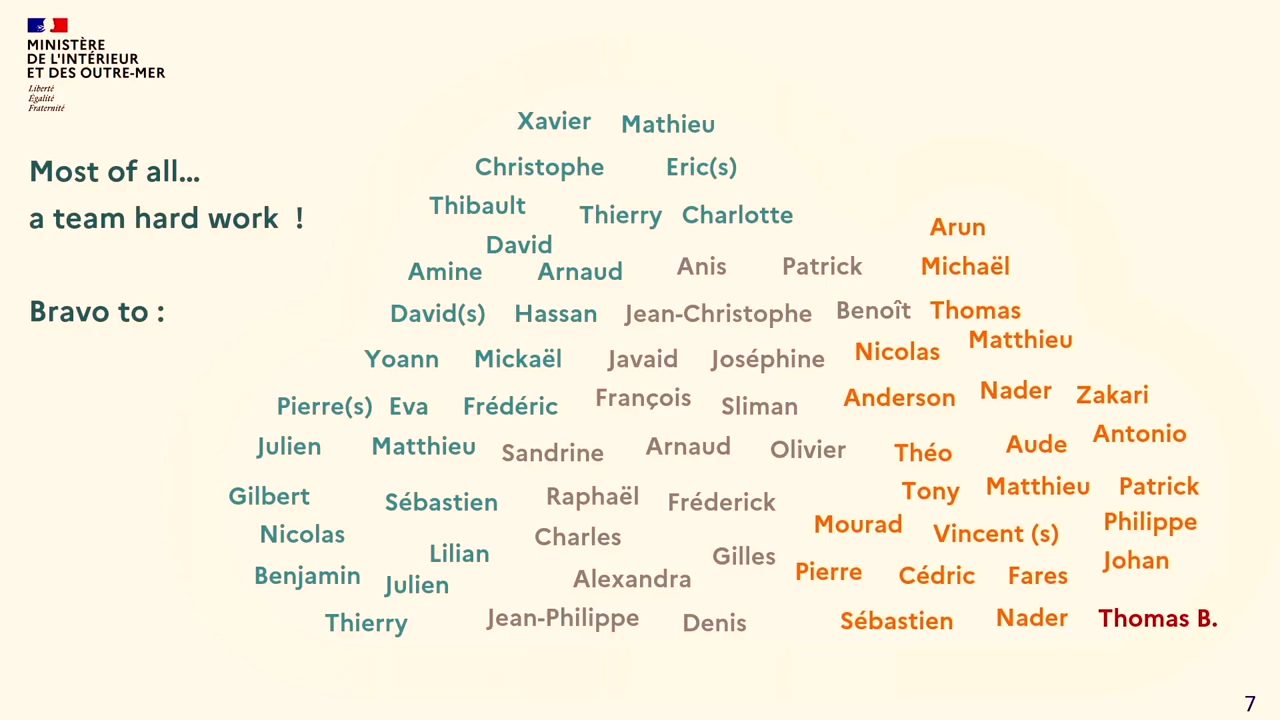 MINISTÈRE
DE L'INTÉRIEUR
ET DES OUTRE-MER
Liberté
Égalité
Fraternité
Most of all...
a team hard work !
Bravo to :
Xavier Mathieu
Christophe Eric(s)
Thibault Thierry Charlotte
Arun
David
Amine Arnaud Anis Patrick Michaël
David(s) Hassan Jean-Christophe Benoît Thomas
Matthieu
Yoann Mickaël Javaid Joséphine Nicolas
Pierre(s) Eva Frédéric François Sliman Anderson Nader Zakari
Julien Matthieu Sandrine Arnaud Olivier Théo Aude Antonio
Gilbert Sébastien Raphaël Fréderick Tony Matthieu Patrick
Nicolas Charles Mourad Vincent (s) Philippe
Lilian Gilles Johan
Benjamin Julien Alexandra Pierre Cédric Fares
Thierry Jean-Philippe Denis Sébastien Nader Thomas B.
7